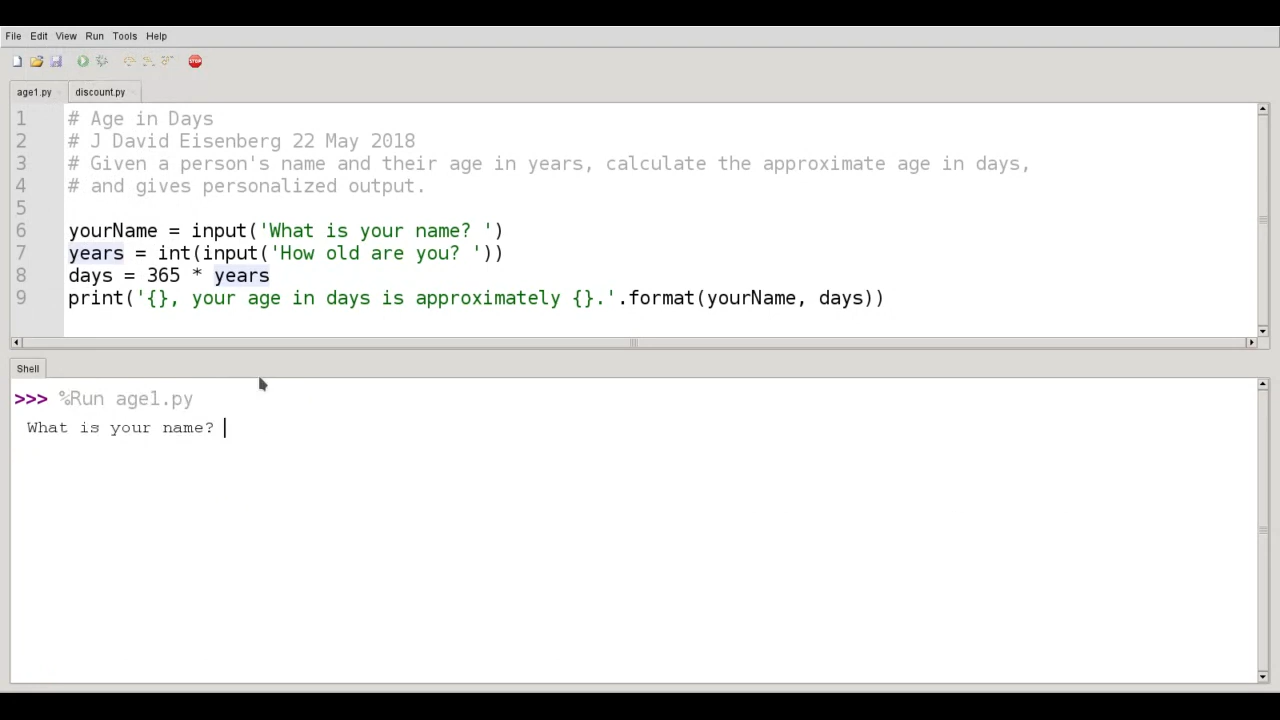 File Edit View Run Tools Help
STOP
age1.py discount.py
1 # Age in Days
2 # J David Eisenberg 22 May 2018
3 # Given a person's name and their age in years, calculate the approximate age in days,
4 # and gives personalized output.
5
6 yourName = input('What is your name? ')
7 years = int(input('How old are you? '))
8 days = 365 * years
9 print('{}, your age in days is approximately {}.'.format(yourName, days))
Shell
>>> %Run age1.py
What is your name?